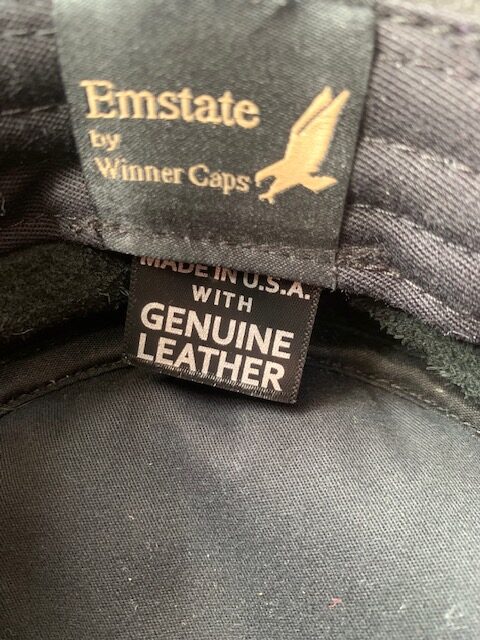 Emstate
by
Winner Caps
MADE IN U.S.A.
WITH
GENUINE
LEATHER